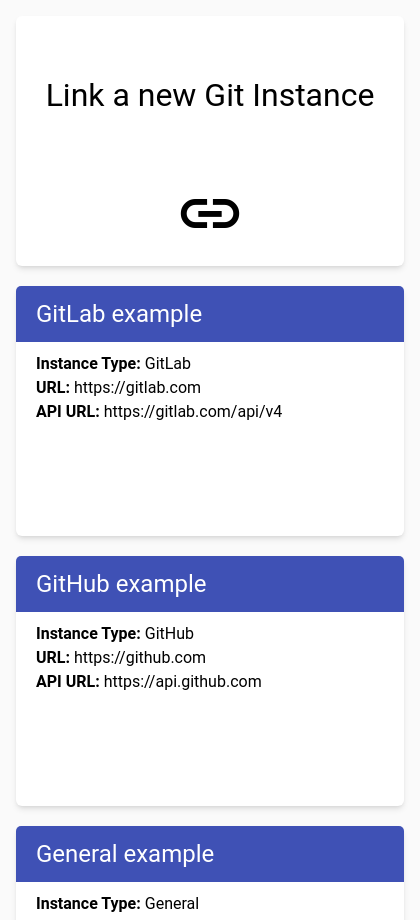 Link a new Git Instance
GitLab example
Instance Type: GitLab
URL: https://gitlab.com
API URL: https://gitlab.com/api/v4
GitHub example
Instance Type: GitHub
URL: https://github.com
API URL: https://api.github.com
General example
Instance Type: General